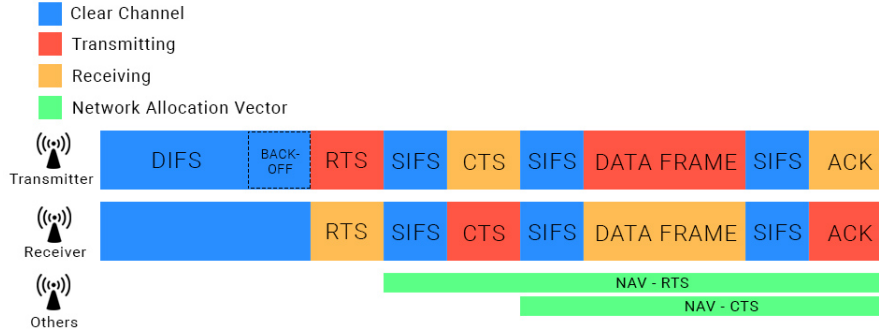 Clear Channel
Transmitting
Receiving
Network Allocation Vector
Transmitter
DIFS
BACK-
OFF
RTS
SIFS
CTS
SIFS
DATA FRAME
SIFS
ACK
Receiver
RTS
SIFS
CTS
SIFS
DATA FRAME
SIFS
ACK
Others
NAV - RTS
NAV - CTS